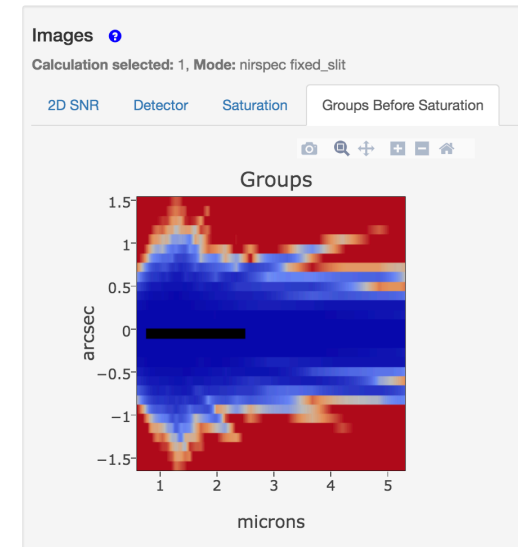 Images ?
Calculation selected: 1, Mode: nirspec fixed_slit
2D SNR Detector Saturation Groups Before Saturation
Groups
1.5
1
0.5
0
−0.5
−1
−1.5
arcsec
1 2 3 4 5
microns